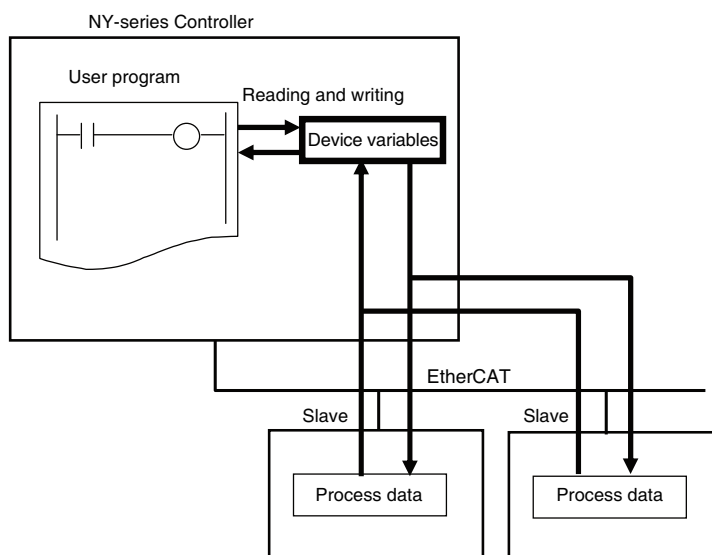 NY-series Controller
User program
Reading and writing
Device variables
EtherCAT
Slave
Slave
Process data
Process data